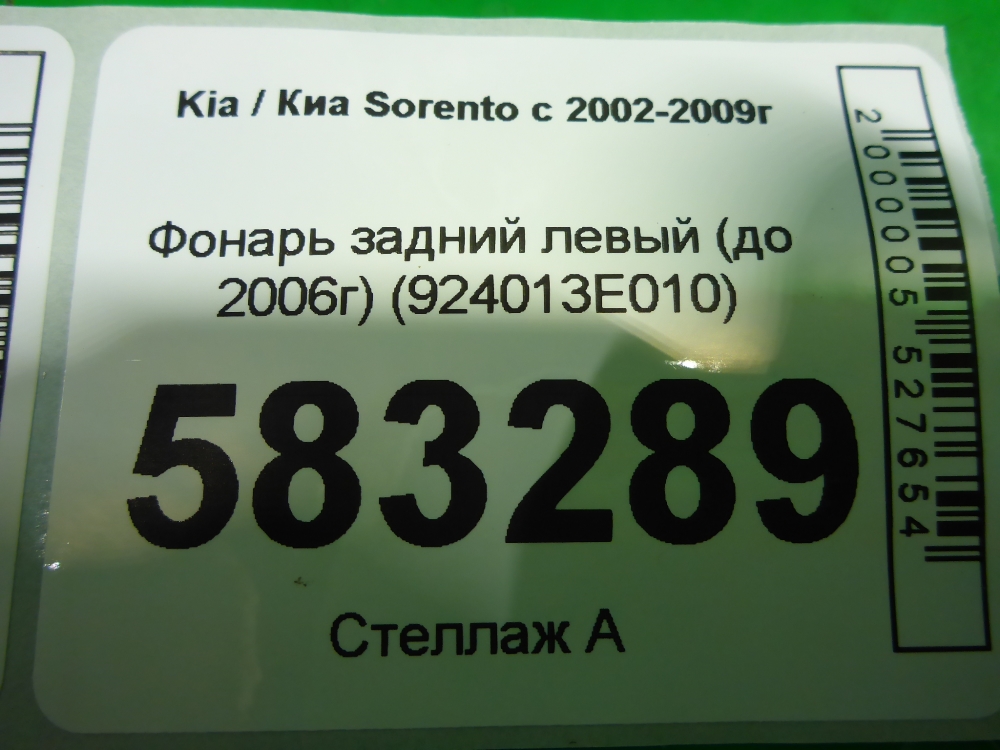 Kia / Киа Sorento с 2002-2009г
Фонарь задний левый (до
2006г) (924013E010)
583289
Стеллаж А
2000005527654